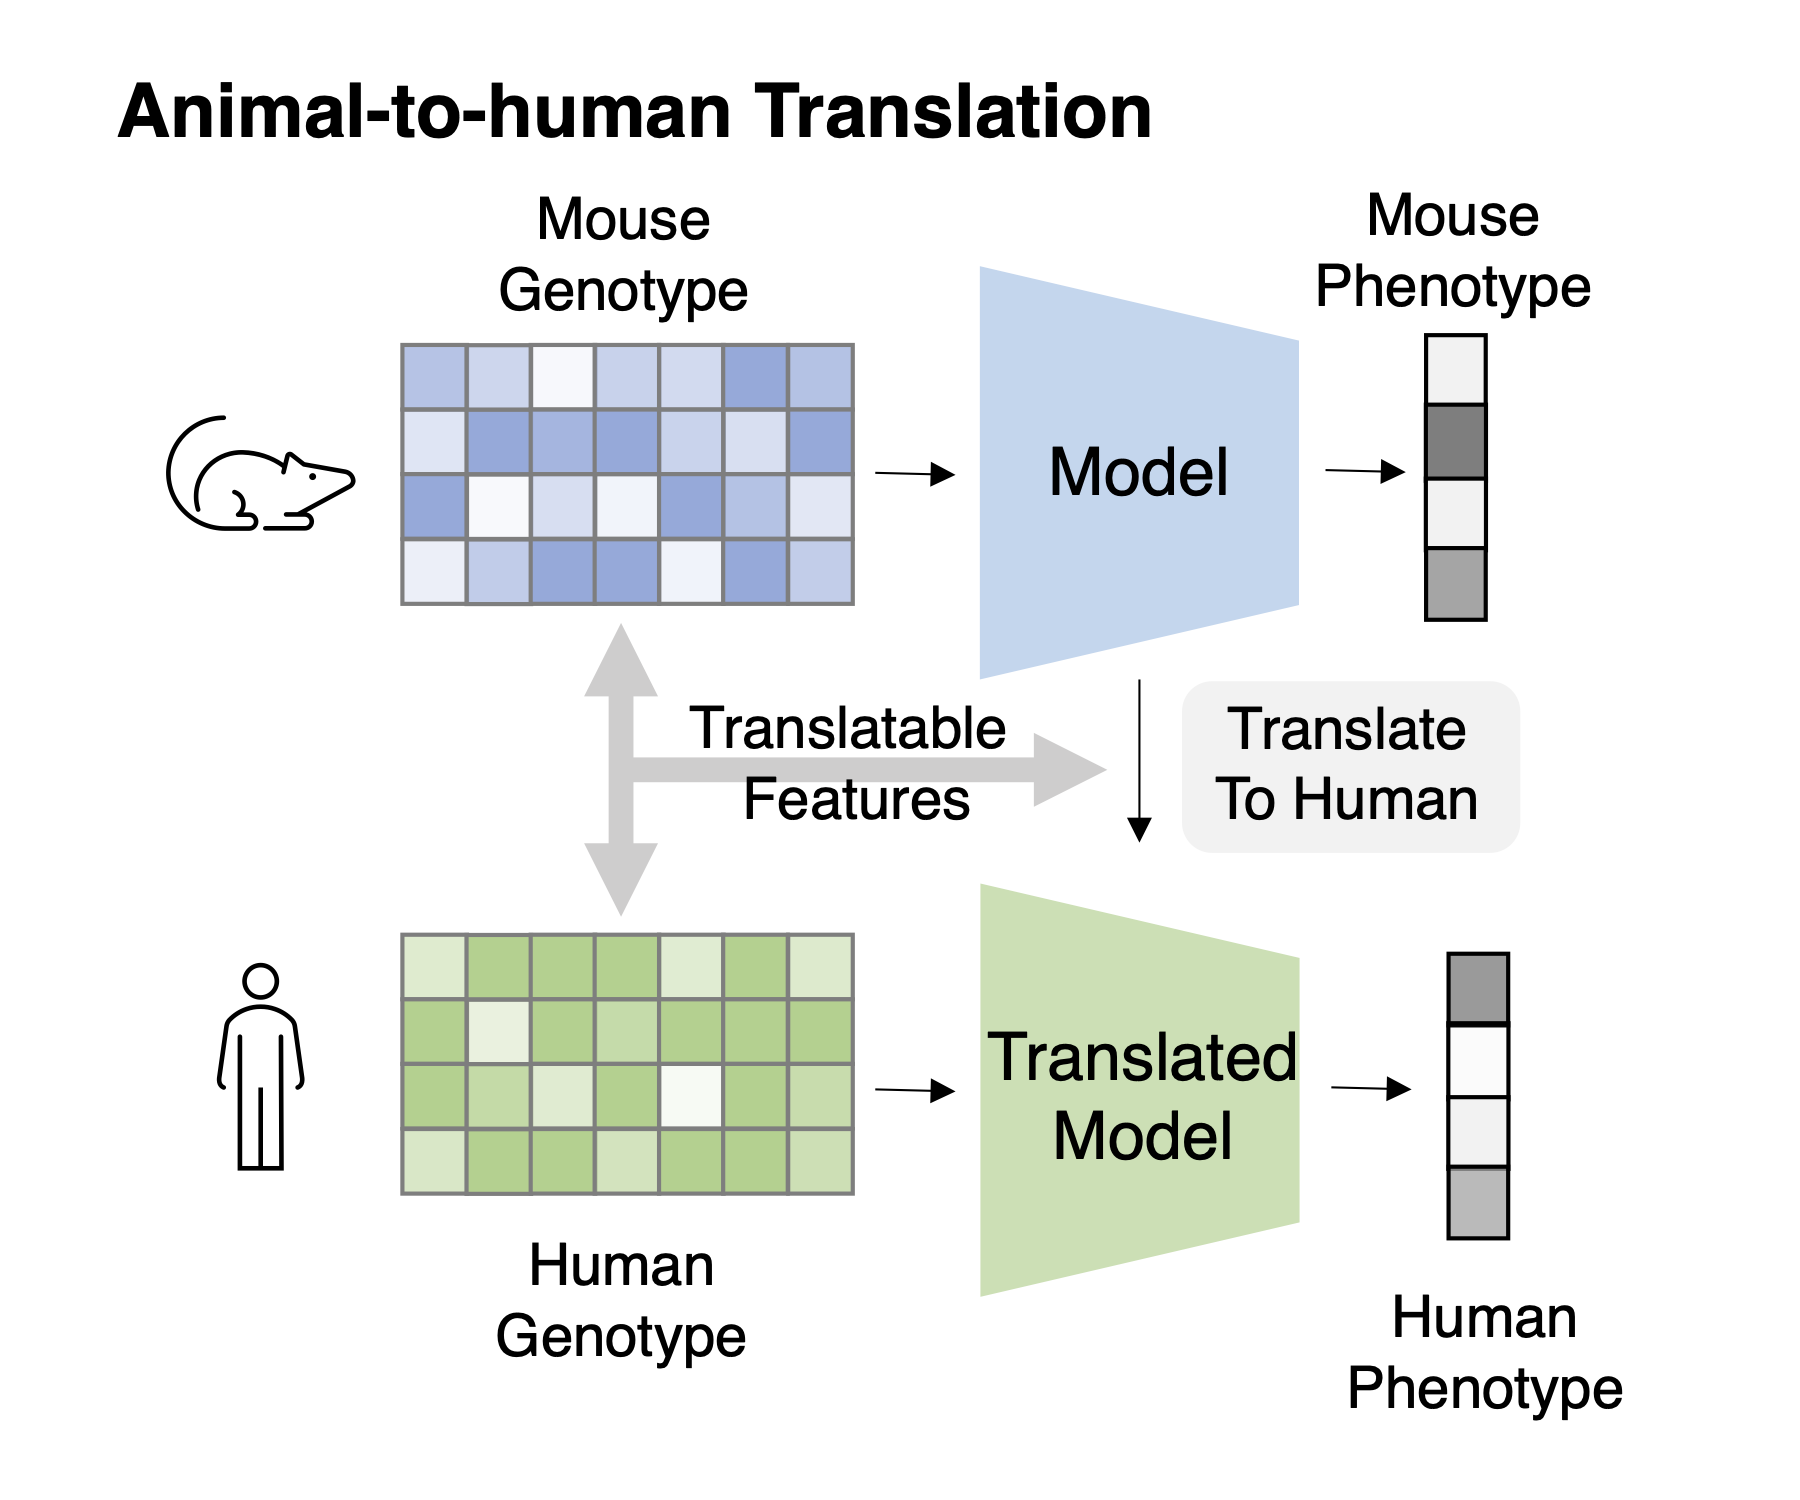 Animal-to-human Translation
Mouse
Genotype
Mouse
Phenotype
Model
Translatable
Features
Translate
To Human
Translated
Model
Human
Genotype
Human
Phenotype